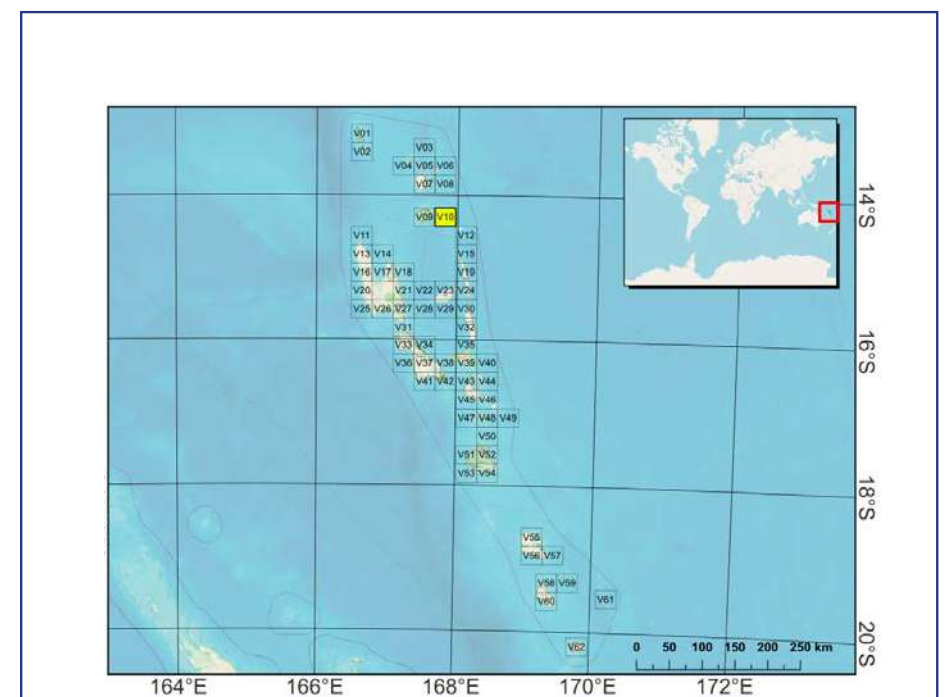 V01
V02 V03
V04 V05 V06
V07 V08
14°S
V09 V10
V11 V12
V13 V14 V15
V16 V17 V18 V19
V20 V21 V22 V23 V24
V25 V26 V27 V28 V29 V30
V31 V32
V33 V34 V35
16°S
V36 V37 V38 V39 V40
V41 V42 V43 V44
V45 V46
V47 V48 V49
V50
V51 V52
V53 V54
18°S
V55
V56 V57
V58 V59
V60 V61
V62
20°S
0 50 100 150 200 250 km
164°E 166°E 168°E 170°E 172°E